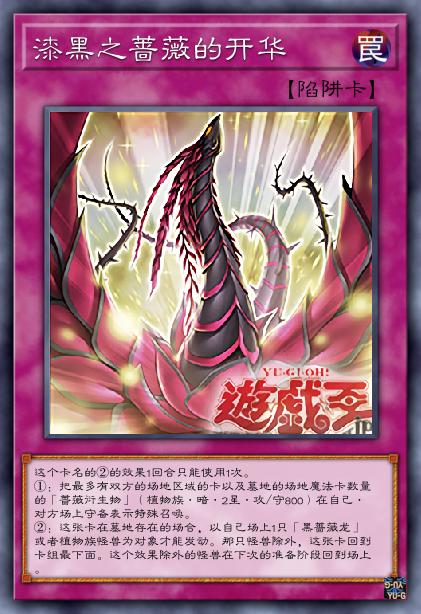 漆黑之蔷薇的开华
罠
【陷阱卡】
YU-GI-OH!
遊戯王
jp
这个卡名的②的效果1回合只能使用1次。
①：把最多有双方的场地区域的卡以及墓地的场地魔法卡数量
的「蔷薇衍生物」（植物族·暗·2星·攻/守800）在自己·
对方场上守备表示特殊召唤。
②：这张卡在墓地存在的场合，以自己场上1只「黑蔷薇龙」
或者植物族怪兽为对象才能发动。那只怪兽除外，这张卡回到
卡组最下面。这个效果除外的怪兽在下次的准备阶段回到场上
。
YU-G